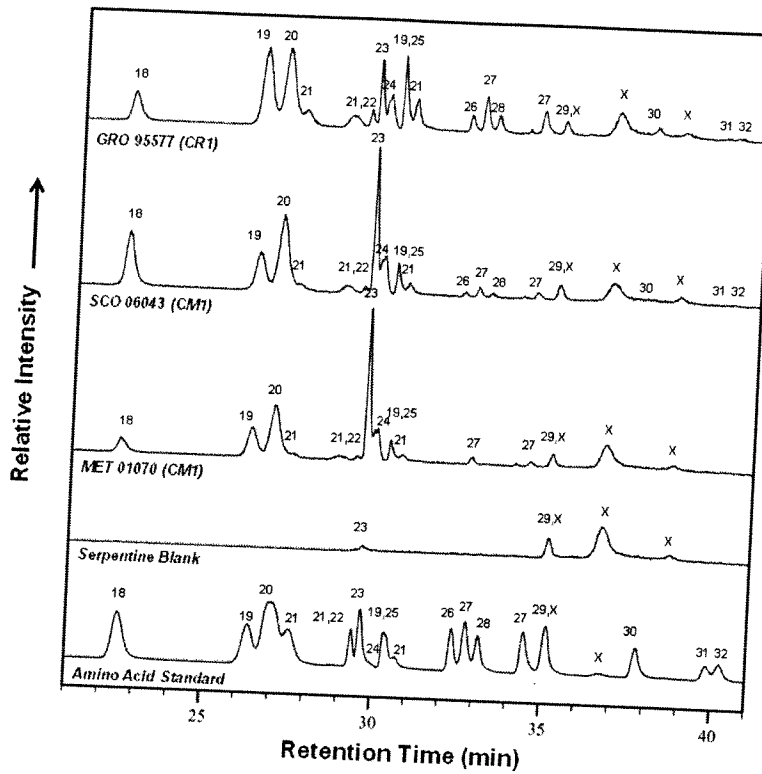 18 19 20 21 21,22 23 24 19,25 21 26 27 28 27 29,X X 30 X 31 32
GRO 95577 (CR1)
18 19 20 21 21,22 23 24 19,25 21 26 27 28 27 29,X X 30 X 31 32
SCO 06043 (CM1)
18 19 20 21 21,22 23 24 19,25 21 27 27 29,X X X
MET 01070 (CM1)
23 29,X X X
Serpentine Blank
18 19 20 21 21,22 23 24 19,25 21 26 27 28 27 29,X X 30 31 32
Amino Acid Standard
25 30 35 40
Retention Time (min)
Relative Intensity